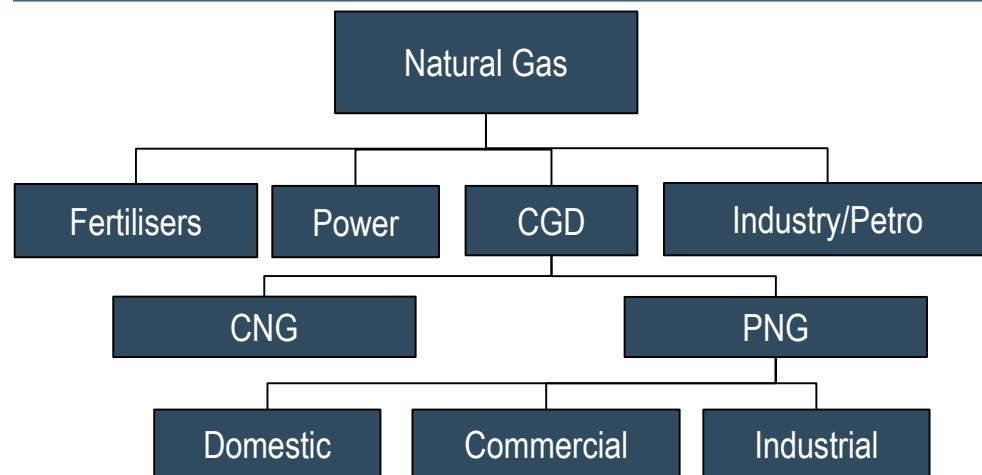 Natural Gas
Fertilisers
Power
CGD
Industry/Petro
CNG
PNG
Domestic
Commercial
Industrial